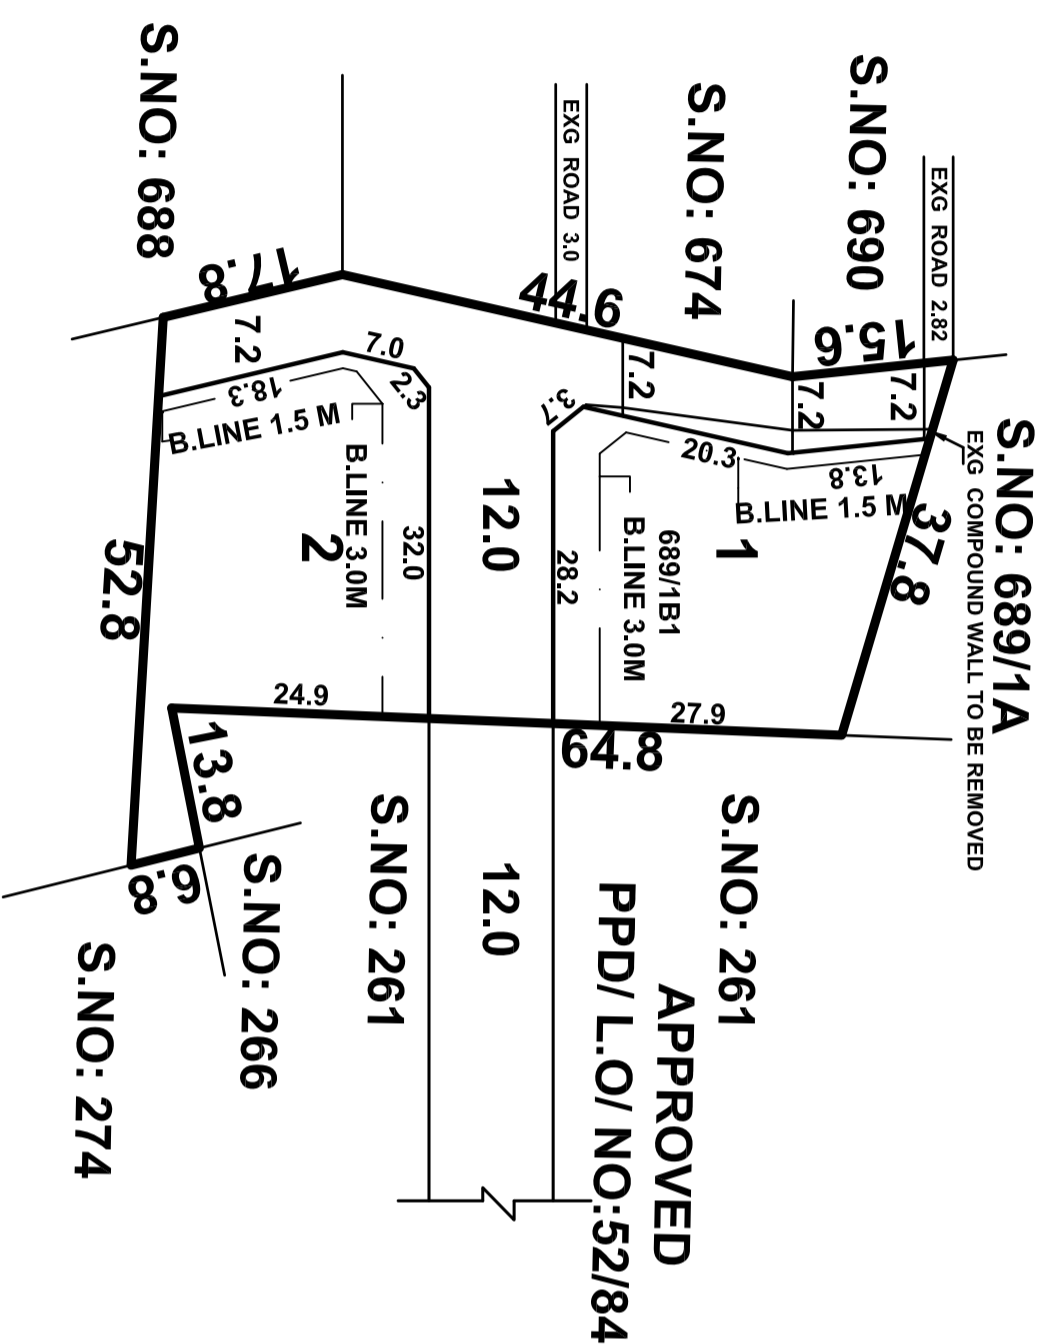 S.NO: 688
EXG ROAD 3.0
S.NO: 674
S.NO: 690
EXG ROAD 2.82
17.8
44.6
15.6
7.2
7.0
2.3
18.3
B.LINE 1.5 M
7.2
3.7
7.2
7.2
20.3
13.8
B.LINE 1.5 M
S.NO: 689/1A
EXG COMPOUND WALL TO BE REMOVED
37.8
B.LINE 3.0M
2
32.0
12.0
28.2
B.LINE 3.0M
689/1B1
1
52.8
24.9
27.9
64.8
13.8
6.8
S.NO: 261
S.NO: 261
12.0
S.NO: 266
S.NO: 274
APPROVED
PPD/ L.O/ NO:52/84